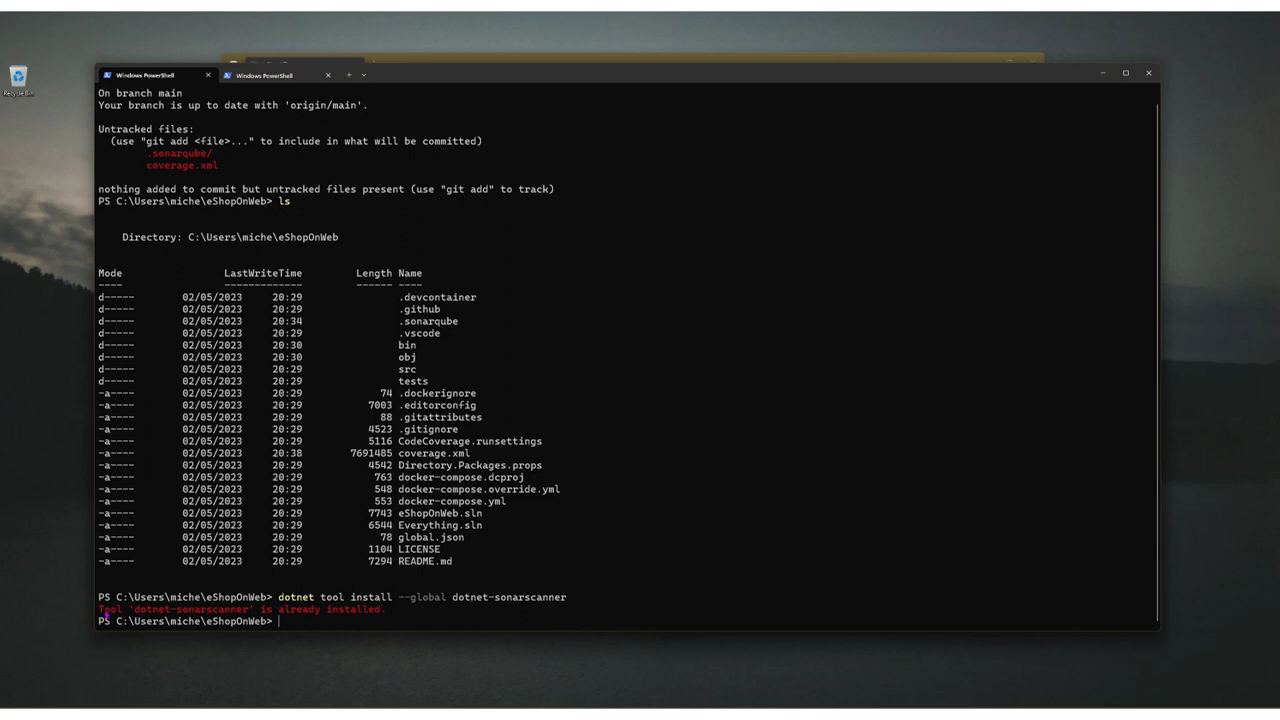 Recycle Bin
Windows PowerShell
Windows PowerShell
On branch main
Your branch is up to date with 'origin/main'.
Untracked files:
(use "git add <file>..." to include in what will be committed)
.sonarqube/
coverage.xml
nothing added to commit but untracked files present (use "git add" to track)
PS C:\Users\miche\eShopOnWeb> ls
Directory: C:\Users\miche\eShopOnWeb
Mode LastWriteTime Length Name
---- ------------- ------ ----
d----- 02/05/2023 20:29 .devcontainer
d----- 02/05/2023 20:29 .github
d----- 02/05/2023 20:34 .sonarqube
d----- 02/05/2023 20:29 .vscode
d----- 02/05/2023 20:30 bin
d----- 02/05/2023 20:30 obj
d----- 02/05/2023 20:29 src
d----- 02/05/2023 20:29 tests
-a---- 02/05/2023 20:29 74 .dockerignore
-a---- 02/05/2023 20:29 7003 .editorconfig
-a---- 02/05/2023 20:29 88 .gitattributes
-a---- 02/05/2023 20:29 4523 .gitignore
-a---- 02/05/2023 20:29 5116 CodeCoverage.runsettings
-a---- 02/05/2023 20:38 7691485 coverage.xml
-a---- 02/05/2023 20:29 4542 Directory.Packages.props
-a---- 02/05/2023 20:29 763 docker-compose.dcproj
-a---- 02/05/2023 20:29 548 docker-compose.override.yml
-a---- 02/05/2023 20:29 553 docker-compose.yml
-a---- 02/05/2023 20:29 7743 eShopOnWeb.sln
-a---- 02/05/2023 20:29 6544 Everything.sln
-a---- 02/05/2023 20:29 78 global.json
-a---- 02/05/2023 20:29 1104 LICENSE
-a---- 02/05/2023 20:29 7294 README.md
PS C:\Users\miche\eShopOnWeb> dotnet tool install --global dotnet-sonarscanner
Tool 'dotnet-sonarscanner' is already installed.
PS C:\Users\miche\eShopOnWeb>